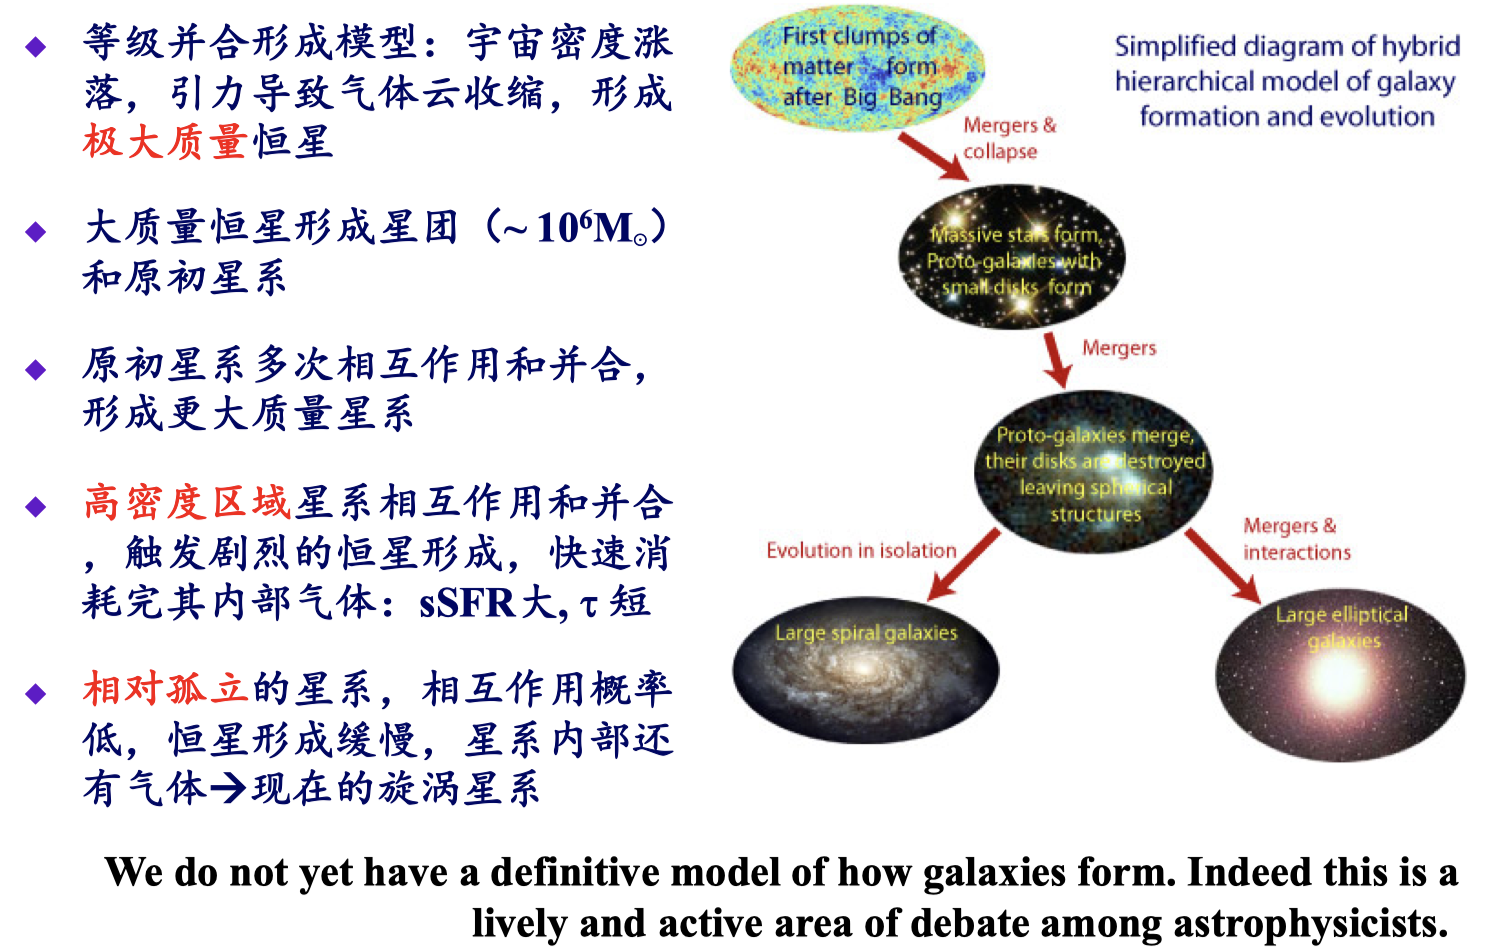 等级并合形成模型：宇宙密度涨
落，引力导致气体云收缩，形成
极大质量恒星
大质量恒星形成星团（~ 10⁶M☉）
和原初星系
原初星系多次相互作用和并合，
形成更大质量星系
高密度区域星系相互作用和并合
，触发剧烈的恒星形成，快速消
耗完其内部气体：sSFR大, τ 短
相对孤立的星系，相互作用概率
低，恒星形成缓慢，星系内部还
有气体→现在的旋涡星系
Simplified diagram of hybrid
hierarchical model of galaxy
formation and evolution
First clumps of
matter form
after Big Bang
Mergers &
collapse
Massive stars form,
Proto-galaxies with
small disks form
Mergers
Proto-galaxies merge,
their disks are destroyed
leaving spherical
structures
Evolution in isolation
Mergers &
interactions
Large spiral galaxies
Large elliptical
galaxies
We do not yet have a definitive model of how galaxies form. Indeed this is a
lively and active area of debate among astrophysicists.